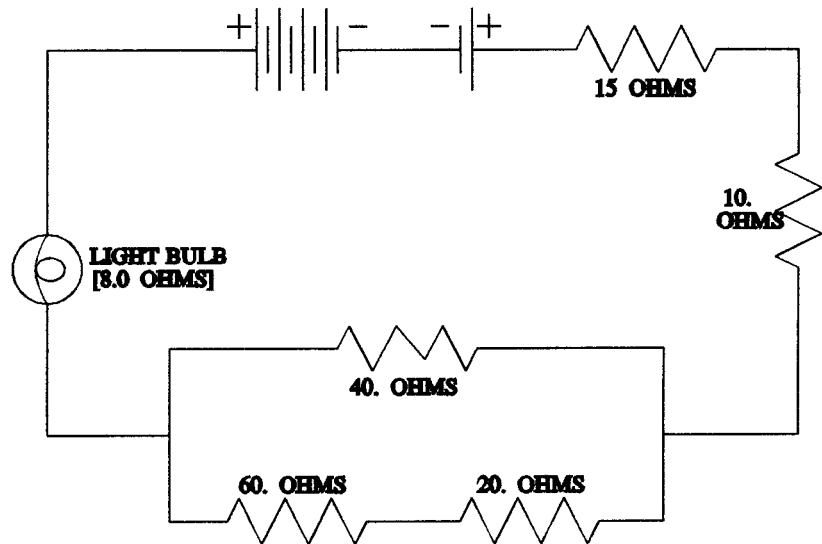 + - - +
15 OHMS
10.
OHMS
LIGHT BULB
[8.0 OHMS]
40. OHMS
60. OHMS 20. OHMS